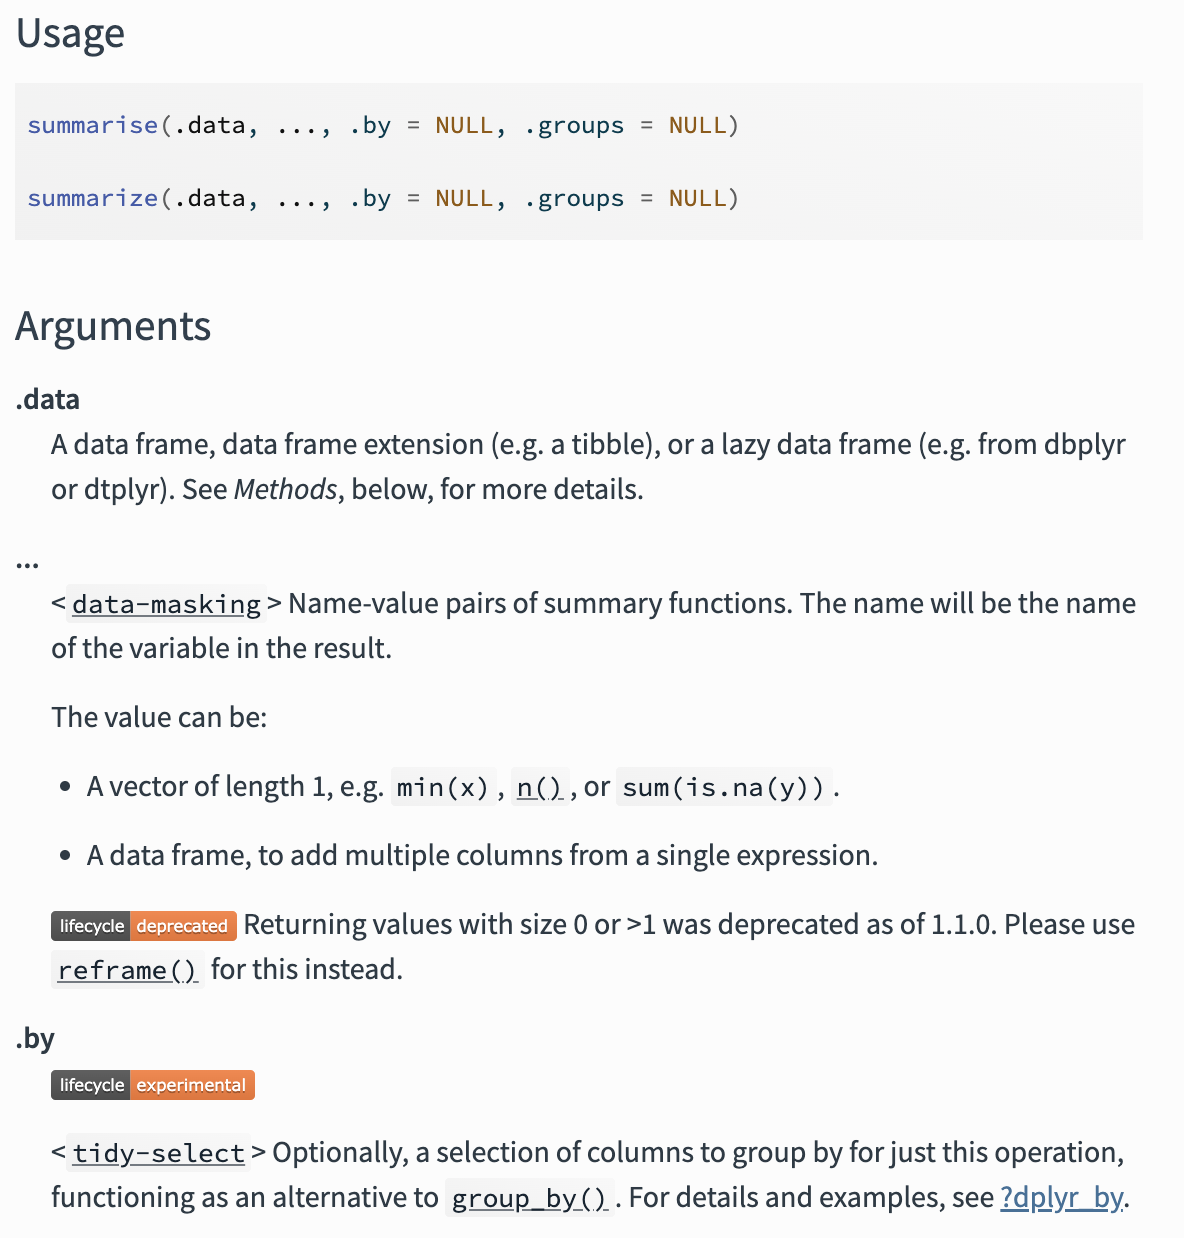 Usage
summarise(.data, ..., .by = NULL, .groups = NULL)
summarize(.data, ..., .by = NULL, .groups = NULL)
Arguments
.data
A data frame, data frame extension (e.g. a tibble), or a lazy data frame (e.g. from dbplyr
or dtplyr). See Methods, below, for more details.
...
<data-masking> Name-value pairs of summary functions. The name will be the name
of the variable in the result.
The value can be:
• A vector of length 1, e.g. min(x), n(), or sum(is.na(y)).
• A data frame, to add multiple columns from a single expression.
lifecycle deprecated Returning values with size 0 or >1 was deprecated as of 1.1.0. Please use
reframe() for this instead.
.by
lifecycle experimental
<tidy-select> Optionally, a selection of columns to group by for just this operation,
functioning as an alternative to group_by(). For details and examples, see ?dplyr_by.